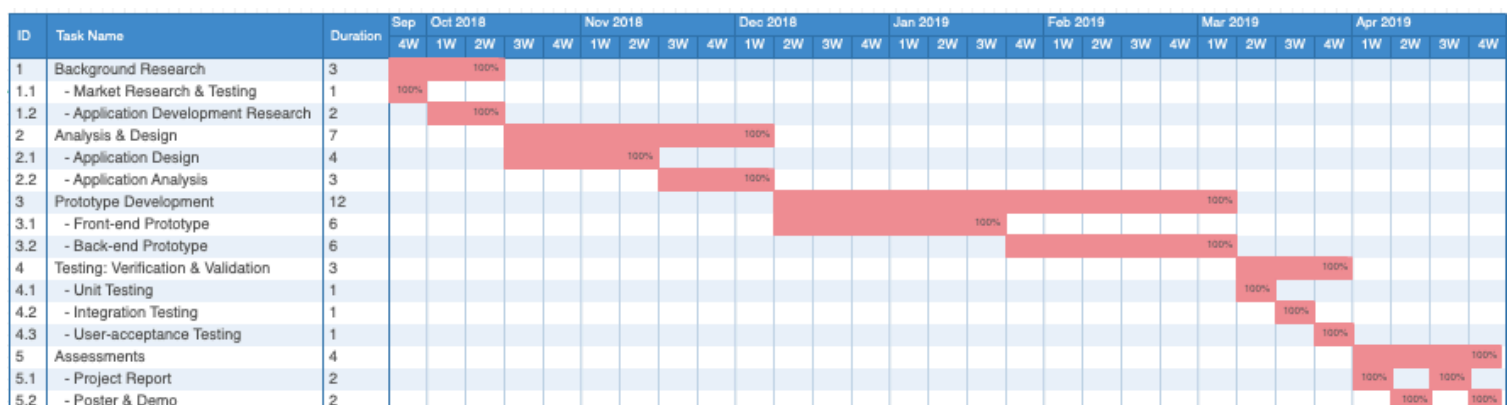 ID Task Name Duration Sep Oct 2018 Nov 2018 Dec 2018 Jan 2019 Feb 2019 Mar 2019 Apr 2019
4W 1W 2W 3W 4W 1W 2W 3W 4W 1W 2W 3W 4W 1W 2W 3W 4W 1W 2W 3W 4W 1W 2W 3W 4W 1W 2W 3W 4W
1 Background Research 3 100%
1.1 - Market Research & Testing 1 100%
1.2 - Application Development Research 2 100%
2 Analysis & Design 7 100%
2.1 - Application Design 4 100%
2.2 - Application Analysis 3 100%
3 Prototype Development 12 100%
3.1 - Front-end Prototype 6 100%
3.2 - Back-end Prototype 6 100%
4 Testing: Verification & Validation 3 100%
4.1 - Unit Testing 1 100%
4.2 - Integration Testing 1 100%
4.3 - User-acceptance Testing 1 100%
5 Assessments 4 100%
5.1 - Project Report 2 100% 100%
5.2 - Poster & Demo 2 100% 100%